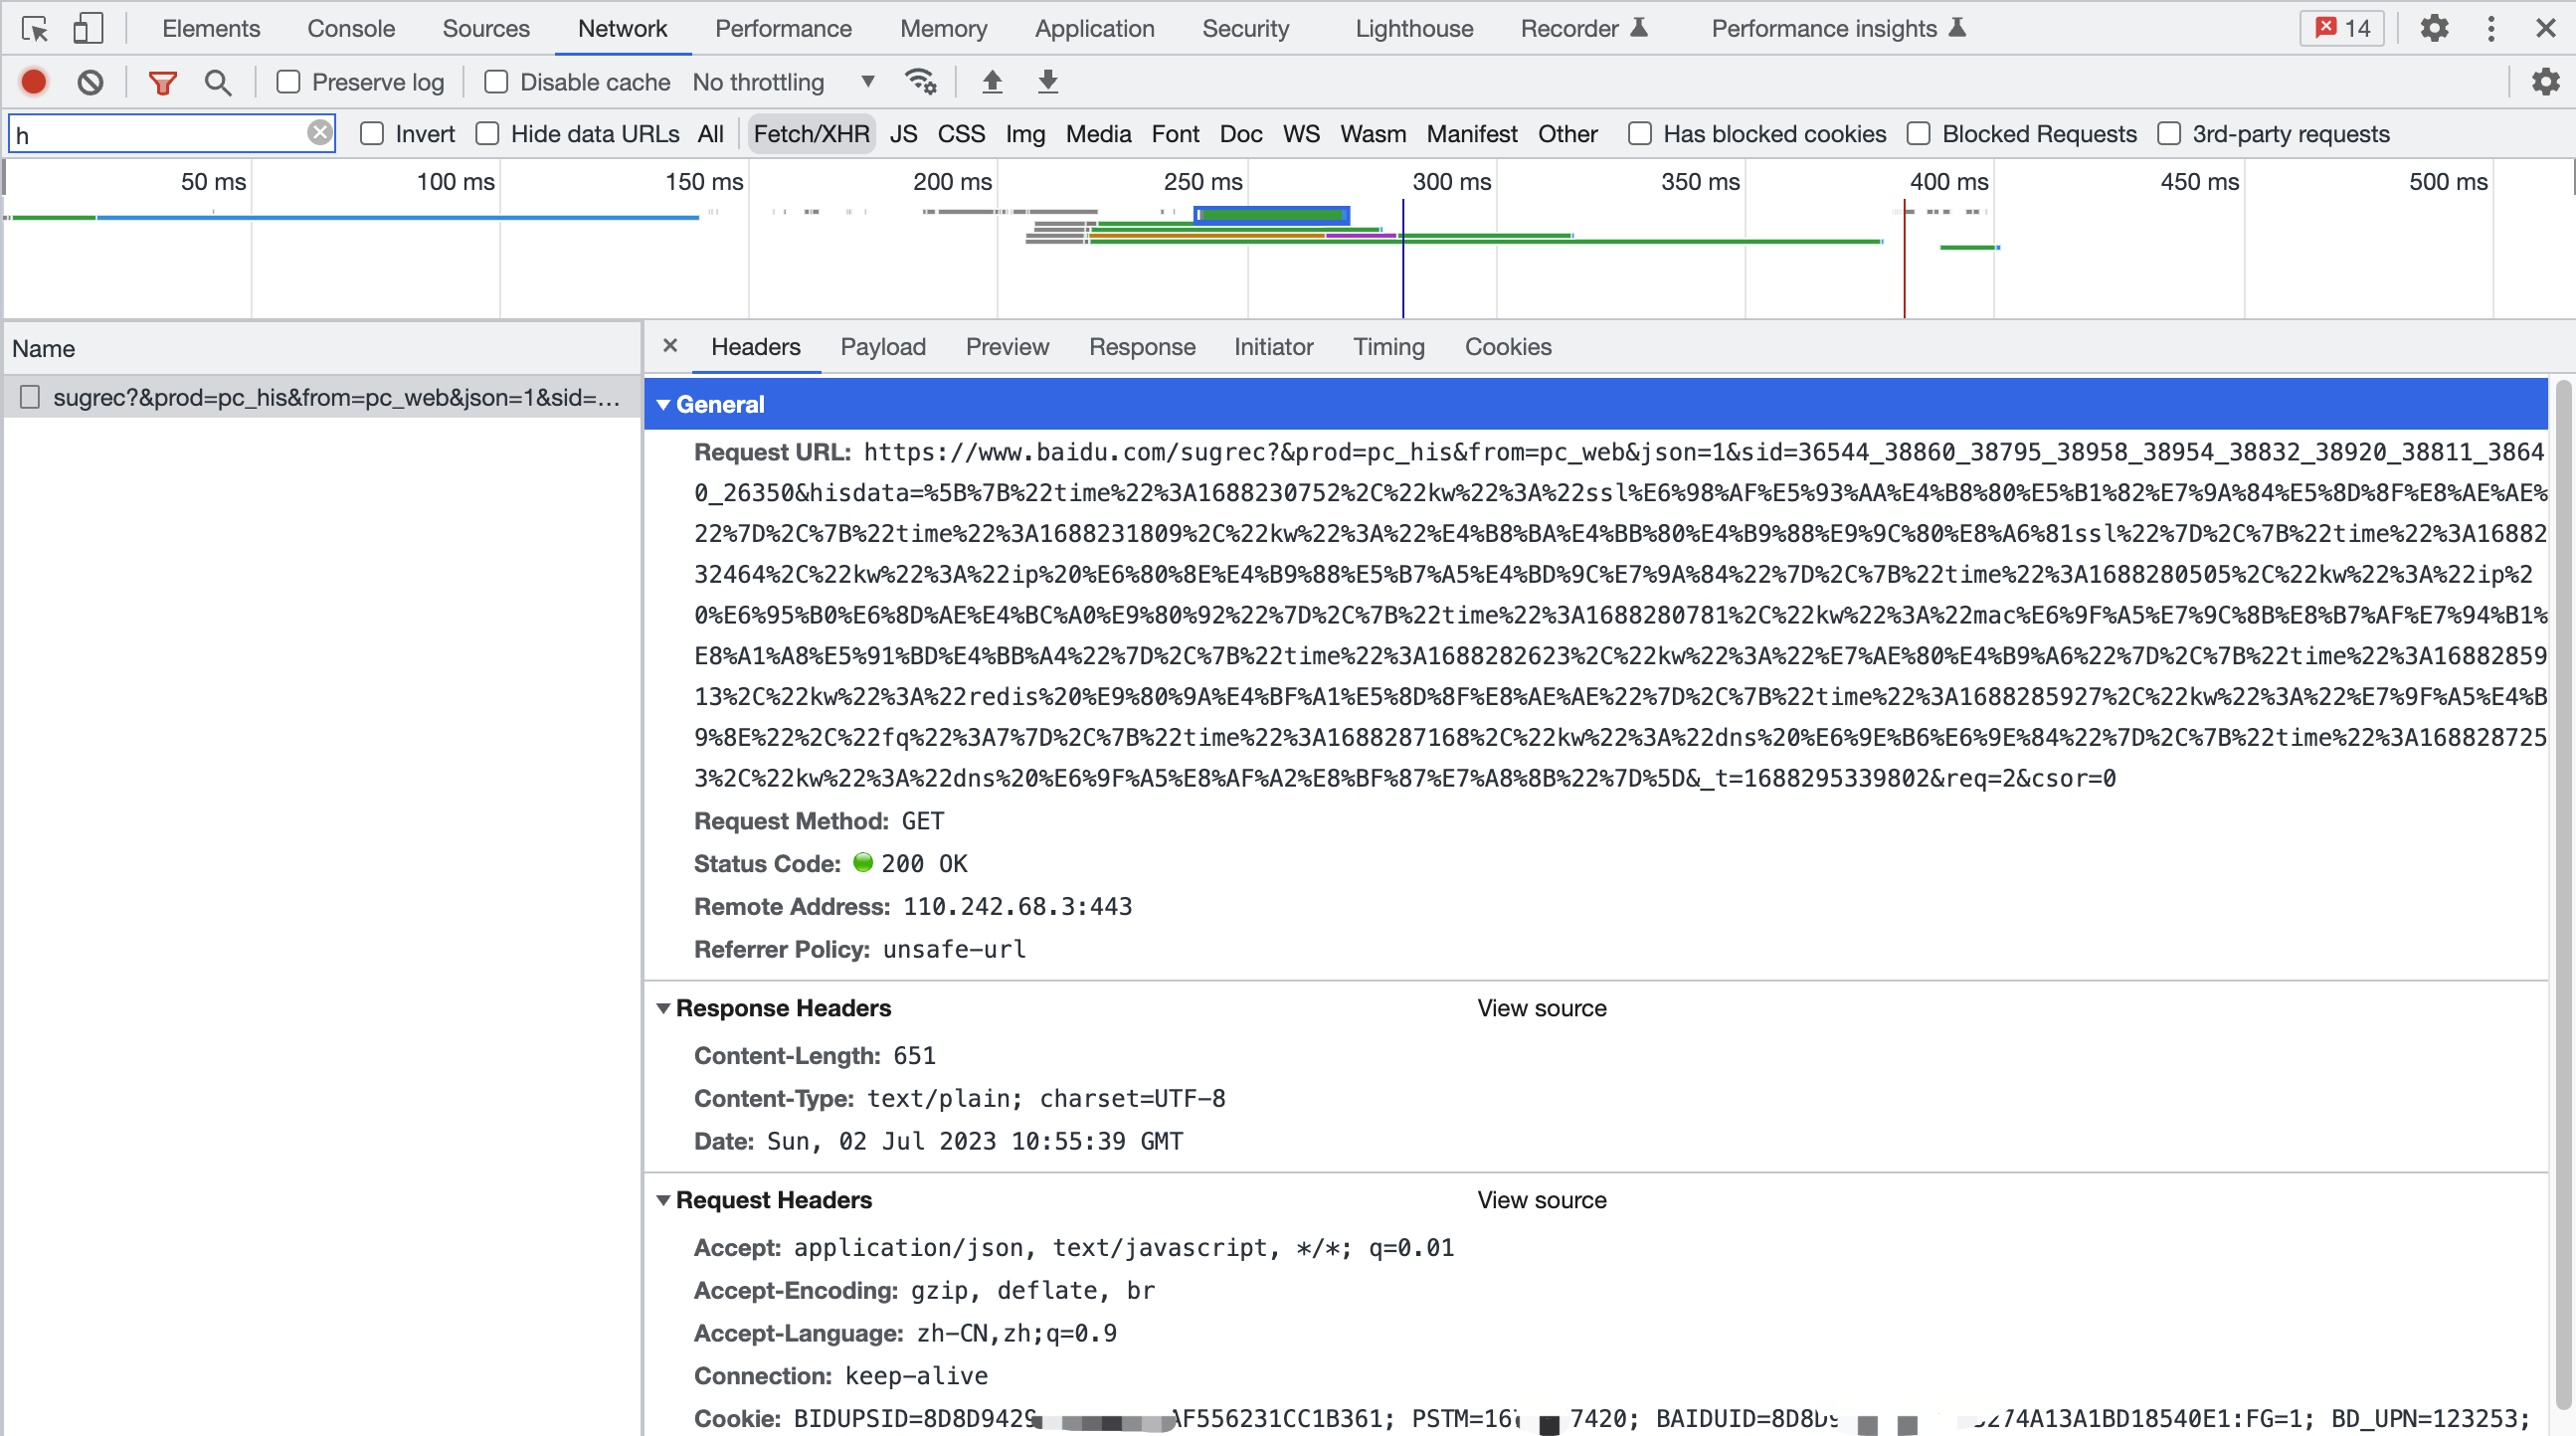 Elements Console Sources Network Performance Memory Application Security Lighthouse Recorder Performance insights 14
Preserve log Disable cache No throttling
h Invert Hide data URLs All Fetch/XHR JS CSS Img Media Font Doc WS Wasm Manifest Other Has blocked cookies Blocked Requests 3rd-party requests
50 ms 100 ms 150 ms 200 ms 250 ms 300 ms 350 ms 400 ms 450 ms 500 ms
Name
sugrec?&prod=pc_his&from=pc_web&json=1&sid=…
Headers Payload Preview Response Initiator Timing Cookies
General
Request URL: https://www.baidu.com/sugrec?&prod=pc_his&from=pc_web&json=1&sid=36544_38860_38795_38958_38954_38832_38920_38811_3864
0_26350&hisdata=%5B%7B%22time%22%3A1688230752%2C%22kw%22%3A%22ssl%E6%98%AF%E5%93%AA%E4%B8%80%E5%B1%82%E7%9A%84%E5%8D%8F%E8%AE%AE%
22%7D%2C%7B%22time%22%3A1688231809%2C%22kw%22%3A%22%E4%B8%BA%E4%BB%80%E4%B9%88%E9%9C%80%E8%A6%81ssl%22%7D%2C%7B%22time%22%3A16882
32464%2C%22kw%22%3A%22ip%20%E6%80%8E%E4%B9%88%E5%B7%A5%E4%BD%9C%E7%9A%84%22%7D%2C%7B%22time%22%3A1688280505%2C%22kw%22%3A%22ip%2
0%E6%95%B0%E6%8D%AE%E4%BC%A0%E9%80%92%22%7D%2C%7B%22time%22%3A1688280781%2C%22kw%22%3A%22mac%E6%9F%A5%E7%9C%8B%E8%B7%AF%E7%94%B1%
E8%A1%A8%E5%91%BD%E4%BB%A4%22%7D%2C%7B%22time%22%3A1688282623%2C%22kw%22%3A%22%E7%AE%80%E4%B9%A6%22%7D%2C%7B%22time%22%3A16882859
13%2C%22kw%22%3A%22redis%20%E9%80%9A%E4%BF%A1%E5%8D%8F%E8%AE%AE%22%7D%2C%7B%22time%22%3A1688285927%2C%22kw%22%3A%22%E7%9F%A5%E4%B
9%8E%22%2C%22fq%22%3A7%7D%2C%7B%22time%22%3A1688287168%2C%22kw%22%3A%22dns%20%E6%9E%B6%E6%9E%84%22%7D%2C%7B%22time%22%3A168828725
3%2C%22kw%22%3A%22dns%20%E6%9F%A5%E8%AF%A2%E8%BF%87%E7%A8%8B%22%7D%5D&_t=1688295339802&req=2&csor=0
Request Method: GET
Status Code: 200 OK
Remote Address: 110.242.68.3:443
Referrer Policy: unsafe-url
Response Headers View source
Content-Length: 651
Content-Type: text/plain; charset=UTF-8
Date: Sun, 02 Jul 2023 10:55:39 GMT
Request Headers View source
Accept: application/json, text/javascript, */*; q=0.01
Accept-Encoding: gzip, deflate, br
Accept-Language: zh-CN,zh;q=0.9
Connection: keep-alive
Cookie: BD_UPN=123253;